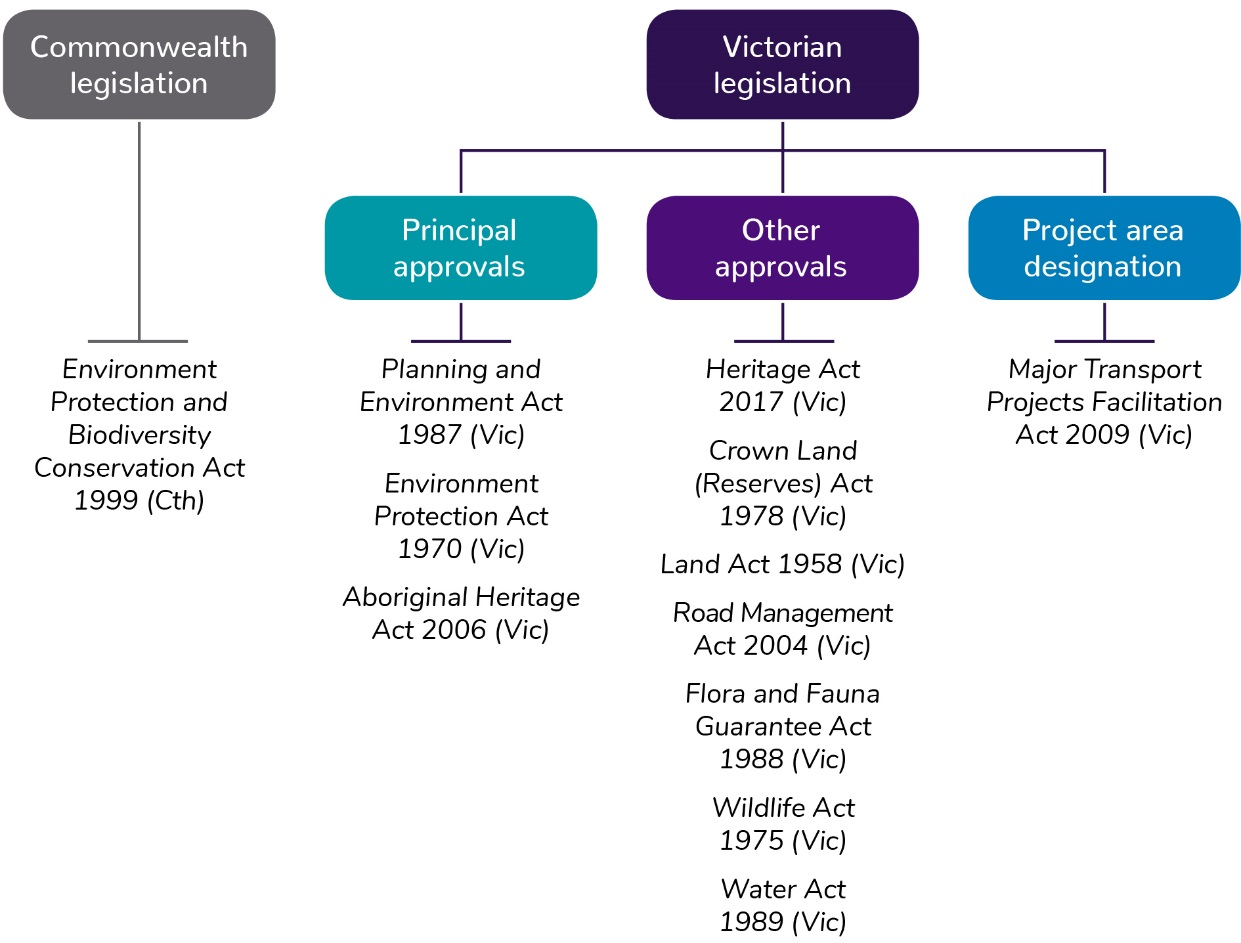 Commonwealth
legislation
Environment
Protection and
Biodiversity
Conservation Act
1999 (Cth)
Victorian
legislation
Principal
approvals
Planning and
Environment Act
1987 (Vic)
Environment
Protection Act
1970 (Vic)
Aboriginal Heritage
Act 2006 (Vic)
Other
approvals
Heritage Act
2017 (Vic)
Crown Land
(Reserves) Act
1978 (Vic)
Land Act 1958 (Vic)
Road Management
Act 2004 (Vic)
Flora and Fauna
Guarantee Act
1988 (Vic)
Wildlife Act
1975 (Vic)
Water Act
1989 (Vic)
Project area
designation
Major Transport
Projects Facilitation
Act 2009 (Vic)